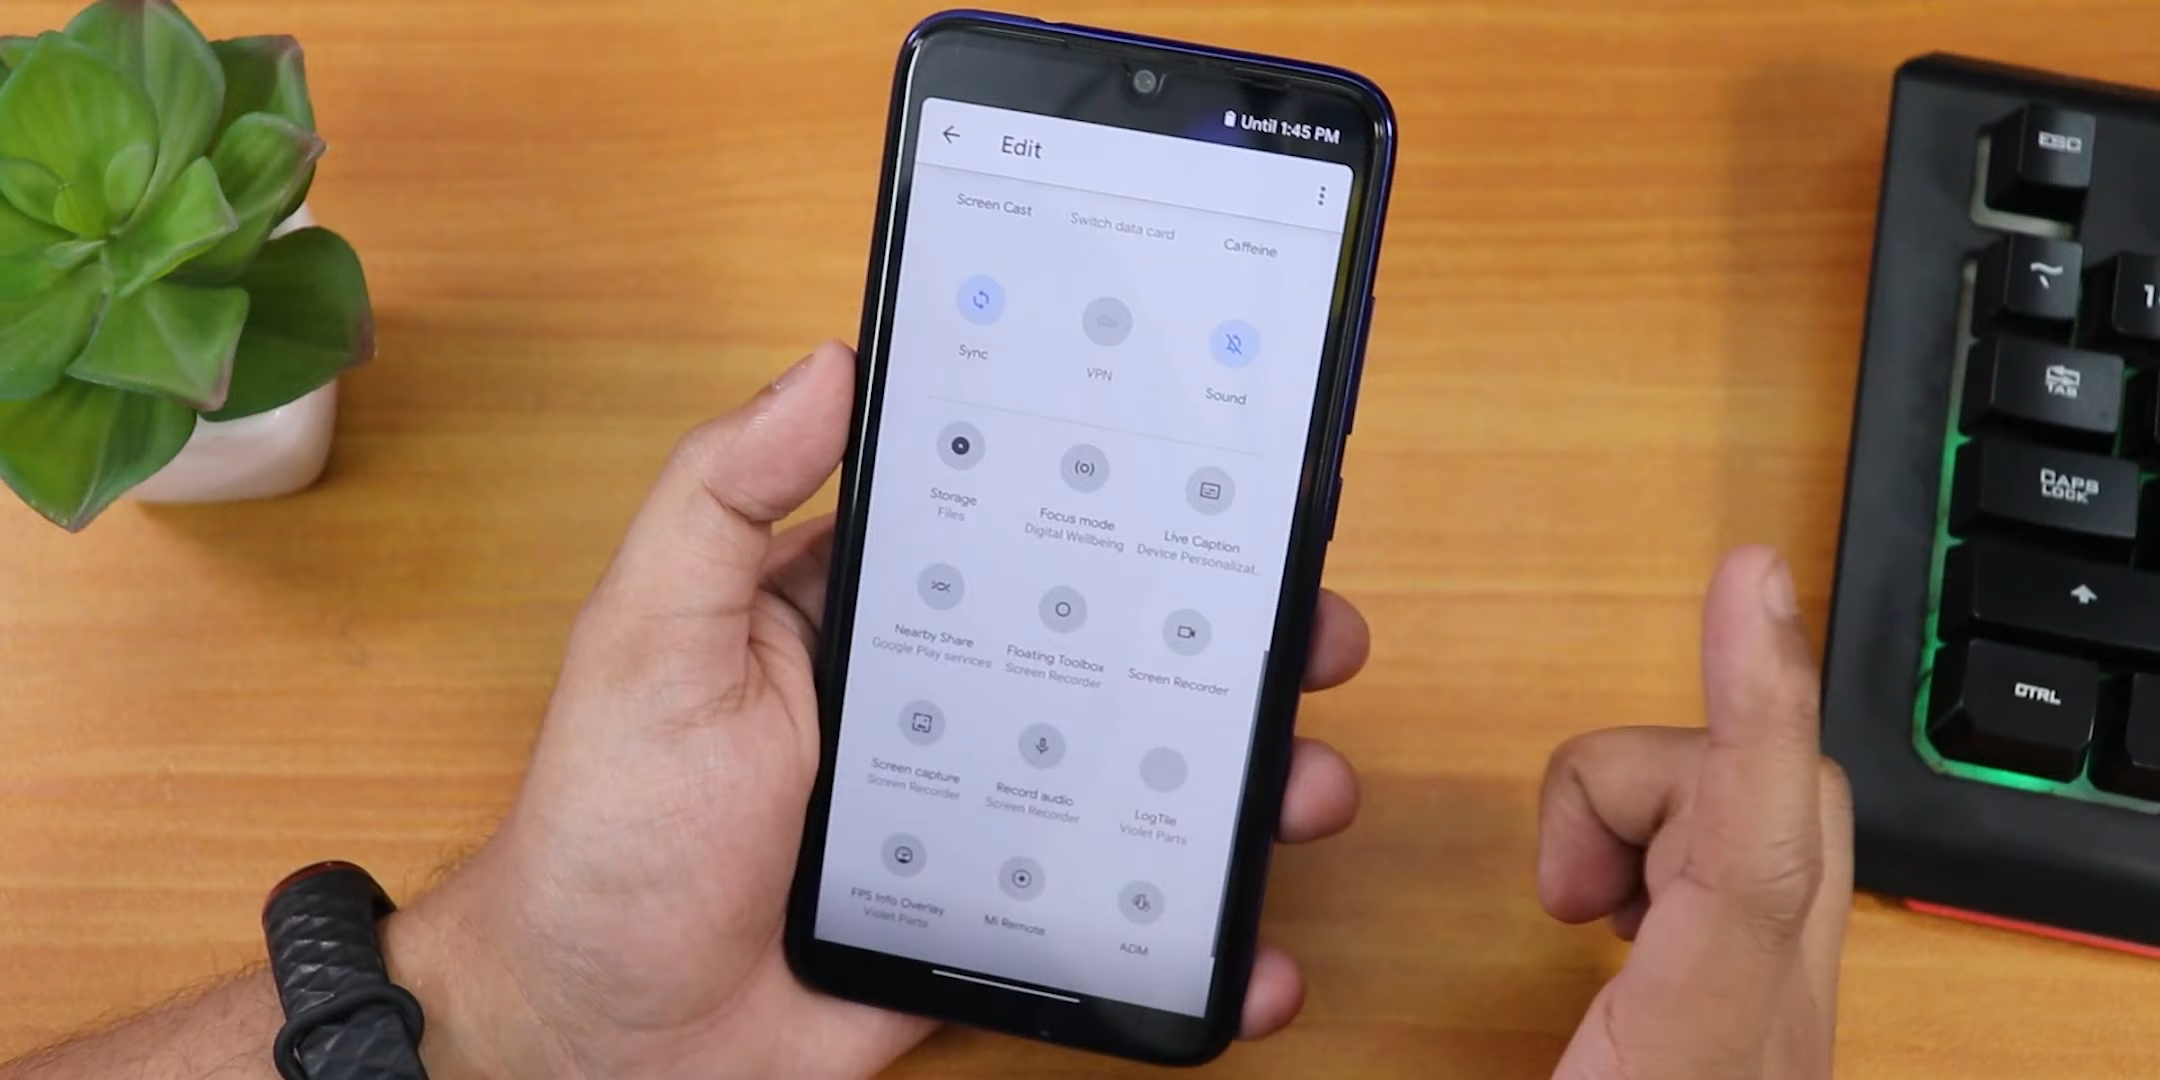 Until 1:45 PM
Edit
Screen Cast
Switch data card
Caffeine
Sync
VPN
Sound
Storage
Files
Focus mode
Digital Wellbeing
Live Caption
Device Personalizat..
Nearby Share
Google Play services
Floating Toolbox
Screen Recorder
Screen Recorder
Screen capture
Screen Recorder
Record audio
Screen Recorder
LogTile
Violet Parts
FPS Info Overlay
Violet Parts
Mi Remote
ADM
ESC
~
1
TAB
CAPS
LOCK
CTRL